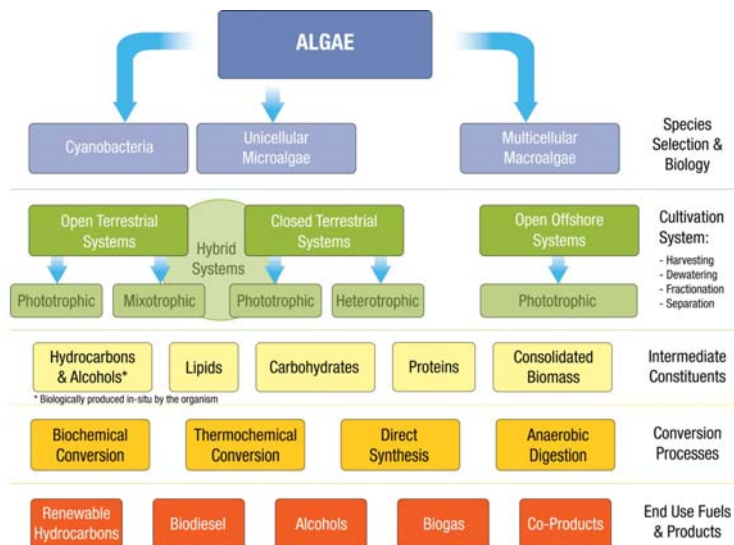 ALGAE
Cyanobacteria
Unicellular
Microalgae
Multicellular
Macroalgae
Species
Selection &
Biology
Open Terrestrial
Systems
Hybrid
Systems
Closed Terrestrial
Systems
Open Offshore
Systems
Cultivation
System:
- Harvesting
- Dewatering
- Fractionation
- Separation
Phototrophic
Mixotrophic
Phototrophic
Heterotrophic
Phototrophic
Hydrocarbons
& Alcohols*
Lipids
Carbohydrates
Proteins
Consolidated
Biomass
Intermediate
Constituents
* Biologically produced in-situ by the organism
Biochemical
Conversion
Thermochemical
Conversion
Direct
Synthesis
Anaerobic
Digestion
Conversion
Processes
Renewable
Hydrocarbons
Biodiesel
Alcohols
Biogas
Co-Products
End Use Fuels
& Products